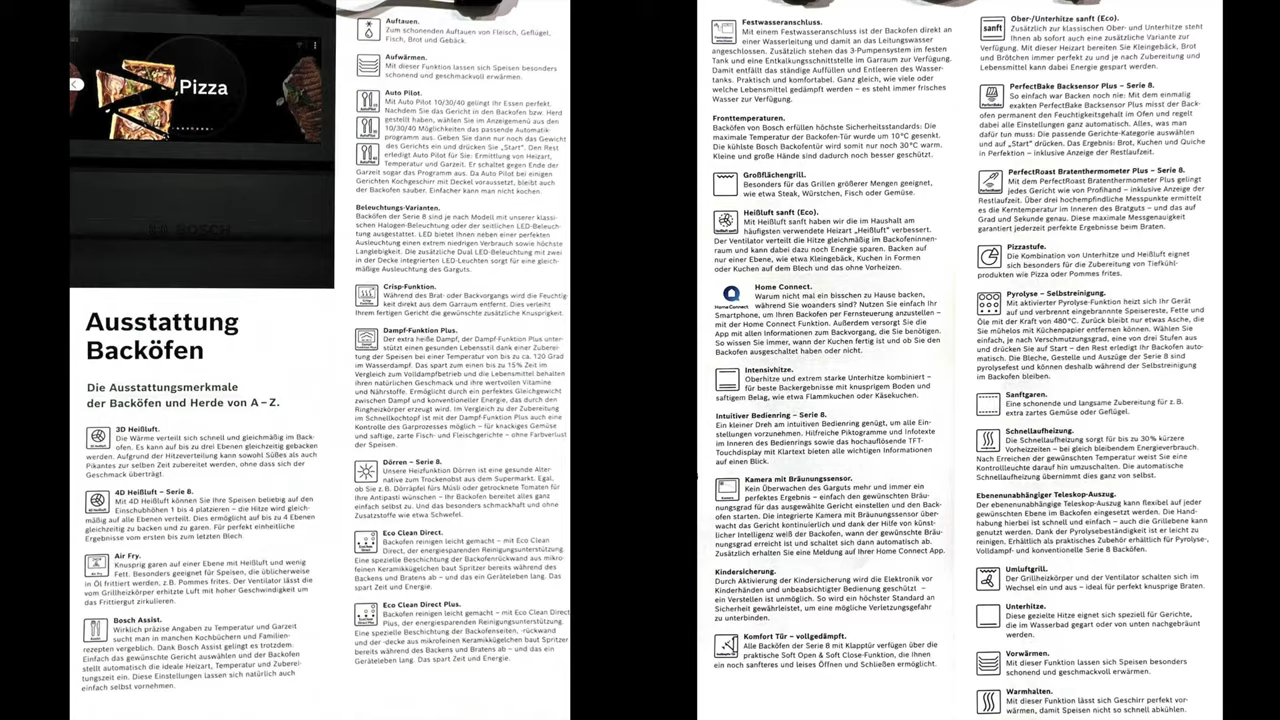 Pizza
BOSCH
Ausstattung
Backöfen
Die Ausstattungsmerkmale
der Backöfen und Herde von A – Z.
3D Heißluft.
Die Wärme verteilt sich schnell und gleichmäßig im Back-
ofen. Es kann auf bis zu drei Ebenen gleichzeitig gebacken
werden. Aufgrund der Hitzeverteilung kann sowohl Süßes als auch
Pikantes zur selben Zeit zubereitet werden, ohne dass sich der
Geschmack überträgt.
4D Heißluft – Serie 8.
Mit 4D Heißluft können Sie Ihre Speisen beliebig auf den
Einschubhöhen 1 bis 4 platzieren – die Hitze wird gleich-
mäßig auf alle Ebenen verteilt. Dies ermöglicht auf bis zu 4 Ebenen
gleichzeitig zu backen und zu garen. Für perfekt einheitliche
Ergebnisse vom ersten bis zum letzten Blech.
Air Fry.
Knusprig garen auf einer Ebene mit Heißluft und wenig
Fett. Besonders geeignet für Speisen, die üblicherweise
in Öl frittiert werden, z.B. Pommes frites. Der Ventilator lässt die
vom Grillheizkörper erhitzte Luft mit hoher Geschwindigkeit um
das Frittiergut zirkulieren.
Bosch Assist.
Wirklich präzise Angaben zu Temperatur und Garzeit
sucht man in manchen Kochbüchern und Familien-
rezepten vergeblich. Dank Bosch Assist gelingt es trotzdem.
Einfach das gewünschte Gericht auswählen und der Backofen
stellt automatisch die ideale Heizart, Temperatur und Zuberei-
tungszeit ein. Diese Einstellungen lassen sich natürlich auch
einfach selbst vornehmen.
Auftauen.
Zum schonenden Auftauen von Fleisch, Geflügel,
Fisch, Brot und Gebäck.
Aufwärmen.
Mit dieser Funktion lassen sich Speisen besonders
schonend und geschmackvoll erwärmen.
Auto Pilot.
Mit Auto Pilot 10/30/40 gelingt Ihr Essen perfekt.
Nachdem Sie das Gericht in den Backofen bzw. Herd
gestellt haben, wählen Sie im Anzeigemenü aus den
10/30/40 Möglichkeiten das passende Automatik-
programm aus. Geben Sie dann nur noch das Gewicht
des Gerichts ein und drücken Sie „Start“. Den Rest
erledigt Auto Pilot für Sie: Ermittlung von Heizart,
Temperatur und Garzeit. Er schaltet gegen Ende der
Garzeit sogar das Programm aus. Da Auto Pilot bei einigen
Gerichten Kochgeschirr mit Deckel voraussetzt, bleibt auch
der Backofen sauber. Einfacher kann man nicht kochen.
Beleuchtungs-Varianten.
Backöfen der Serie 8 sind je nach Modell mit unserer klassi-
schen Halogen-Beleuchtung oder der seitlichen LED-Beleuch-
tung ausgestattet. LED bietet Ihnen neben einer perfekten
Ausleuchtung einen extrem niedrigen Verbrauch sowie höchste
Langlebigkeit. Die zusätzliche Dual LED-Beleuchtung mit zwei
in der Decke integrierten LED-Leuchten sorgt für eine gleich-
mäßige Ausleuchtung des Garguts.
Crisp-Funktion.
Während des Brat- oder Backvorgangs wird die Feuchtig-
keit direkt aus dem Garraum entfernt. Dies verleiht
Ihrem fertigen Gericht die gewünschte zusätzliche Knusprigkeit.
Dampf-Funktion Plus.
Der extra heiße Dampf, der Dampf Funktion Plus unter-
stützt einen gesunden Lebensstil dank einer Zuberei-
tung der Speisen bei einer Temperatur von bis zu ca. 120 Grad
im Wasserdampf. Das spart zum einen bis zu 15% Zeit im
Vergleich zum Volldampfbetrieb und die Lebensmittel behalten
ihren natürlichen Geschmack und ihre wertvollen Vitamine
und Nährstoffe. Ermöglicht durch ein perfektes Gleichgewicht
zwischen Dampf und konventioneller Energie, das durch den
Ringheizkörper erzeugt wird. Im Vergleich zu der Zubereitung
im Schnellkochtopf ist mit der Dampf-Funktion Plus auch eine
Kontrolle des Garprozesses möglich – für knackiges Gemüse
und saftige, zarte Fisch- und Fleischgerichte – ohne Farbverlust
der Speisen.
Dörren – Serie 8.
Unsere Heizfunktion Dörren ist eine gesunde Alter-
native zum Trockenobst aus dem Supermarkt. Egal,
ob Sie z. B. Dörräpfel fürs Müsli oder getrocknete Tomaten für
Ihre Antipasti wünschen – Ihr Backofen bereitet alles ganz
einfach selbst zu. Und das besonders schmackhaft und ohne
Zusatzstoffe wie etwa Schwefel.
Eco Clean Direct.
Backofen reinigen leicht gemacht – mit Eco Clean
Direct, der energiesparenden Reinigungsunterstützung.
Eine spezielle Beschichtung der Backofenrückwand aus mikro-
feinen Keramikkügelchen baut Spritzer bereits während des
Backens und Bratens ab – und das ein Geräteleben lang. Das
spart Zeit und Energie.
Eco Clean Direct Plus.
Backofen reinigen leicht gemacht – mit Eco Clean Direct
Plus, der energiesparenden Reinigungsunterstützung.
Eine spezielle Beschichtung der Backofenseiten, -rückwand
und der -decke aus mikrofeinen Keramikkügelchen baut Spritzer
bereits während des Backens und Bratens ab – und das ein
Geräteleben lang. Das spart Zeit und Energie.
Festwasseranschluss.
Mit einem Festwasseranschluss ist der Backofen direkt an
einer Wasserleitung und damit an das Leitungswasser
angeschlossen. Zusätzlich stehen das 3-Pumpensystem im festen
Tank und eine Entkalkungsschnittstelle im Garraum zur Verfügung.
Damit entfällt das ständige Auffüllen und Entleeren des Wasser-
tanks. Praktisch und komfortabel. Ganz gleich, wie viele oder
welche Lebensmittel gedämpft werden – es steht immer frisches
Wasser zur Verfügung.
Fronttemperaturen.
Backöfen von Bosch erfüllen höchste Sicherheitsstandards: Die
maximale Temperatur der Backofen-Tür wurde um 10 °C gesenkt.
Die kühlste Bosch Backofentür wird somit nur noch 30°C warm.
Kleine und große Hände sind dadurch noch besser geschützt.
Großflächengrill.
Besonders für das Grillen größerer Mengen geeignet,
wie etwa Steak, Würstchen, Fisch oder Gemüse.
Heißluft sanft (Eco).
Mit Heißluft sanft haben wir die im Haushalt am
häufigsten verwendete Heizart „Heißluft“ verbessert.
Der Ventilator verteilt die Hitze gleichmäßig im Backofeninnen-
raum und kann dabei dazu noch Energie sparen. Backen auf
nur einer Ebene, wie etwa Kleingebäck, Kuchen in Formen
oder Kuchen auf dem Blech und das ohne Vorheizen.
Home Connect
Home Connect.
Warum nicht mal ein bisschen zu Hause backen,
während Sie woanders sind? Nutzen Sie einfach Ihr
Smartphone, um Ihren Backofen per Fernsteuerung anzustellen –
mit der Home Connect Funktion. Außerdem versorgt Sie die
App mit allen Informationen zum Backvorgang, die Sie benötigen.
So wissen Sie immer, wann der Kuchen fertig ist und ob Sie den
Backofen ausgeschaltet haben oder nicht.
Intensivhitze.
Oberhitze und extrem starke Unterhitze kombiniert –
für beste Backergebnisse mit knusprigem Boden und
saftigem Belag, wie etwa Flammkuchen oder Käsekuchen.
Intuitiver Bedienring – Serie 8.
Ein kleiner Dreh am intuitiven Bedienring genügt, um alle Ein-
stellungen vorzunehmen. Hilfreiche Piktogramme und Infotexte
im Inneren des Bedienrings sowie das hochauflösende TFT-
Touchdisplay mit Klartext bieten alle wichtigen Informationen
auf einen Blick.
Kamera mit Bräunungssensor.
Kein Überwachen des Garguts mehr und immer ein
perfektes Ergebnis – einfach den gewünschten Bräu-
nungsgrad für das ausgewählte Gericht einstellen und den Back-
ofen starten. Die integrierte Kamera mit Bräunungssensor über-
wacht das Gericht kontinuierlich und dank der Hilfe von künst-
licher Intelligenz weiß der Backofen, wann der gewünschte Bräu-
nungsgrad erreicht ist und schaltet sich dann automatisch ab.
Zusätzlich erhalten Sie eine Meldung auf Ihrer Home Connect App.
Kindersicherung.
Durch Aktivierung der Kindersicherung wird die Elektronik vor
Kinderhänden und unbeabsichtigter Bedienung geschützt –
ein Verstellen ist unmöglich. So wird ein höchster Standard an
Sicherheit gewährleistet, um eine mögliche Verletzungsgefahr
zu unterbinden.
Komfort Tür – vollgedämpft.
Alle Backöfen der Serie 8 mit Klapptür verfügen über die
praktische Soft Open & Soft Close-Funktion, die Ihnen
ein noch sanfteres und leises Öffnen und Schließen ermöglicht.
sanft
Ober-/Unterhitze sanft (Eco).
Zusätzlich zur klassischen Ober- und Unterhitze steht
Ihnen ab sofort auch eine zusätzliche Variante zur
Verfügung. Mit dieser Heizart bereiten Sie Kleingebäck, Brot
und Brötchen immer perfekt zu und je nach Zubereitung und
Lebensmittel kann dabei Energie gespart werden.
PerfectBake Backsensor Plus – Serie 8.
So einfach war Backen noch nie: Mit dem einmalig
exakten PerfectBake Backsensor Plus misst der Back-
ofen permanent den Feuchtigkeitsgehalt im Ofen und regelt
dabei alle Einstellungen ganz automatisch. Alles, was man
dafür tun muss: Die passende Gerichte-Kategorie auswählen
und auf „Start“ drücken. Das Ergebnis: Brot, Kuchen und Quiche
in Perfektion – inklusive Anzeige der Restlaufzeit.
PerfectRoast Bratenthermometer Plus – Serie 8.
Mit dem PerfectRoast Bratenthermometer Plus gelingt
jedes Gericht wie von Profihand – inklusive Anzeige der
Restlaufzeit. Über drei hochempfindliche Messpunkte ermittelt
es die Kerntemperatur im Inneren des Bratguts – und das auf
Grad und Sekunde genau. Diese maximale Messgenauigkeit
garantiert jederzeit perfekte Ergebnisse beim Braten.
Pizzastufe.
Die Kombination von Unterhitze und Heißluft eignet
sich besonders für die Zubereitung von Tiefkühl-
produkten wie Pizza oder Pommes frites.
Pyrolyse – Selbstreinigung.
Mit aktivierter Pyrolyse-Funktion heizt sich Ihr Gerät
auf und verbrennt eingebrannte Speisereste, Fette und
Öle mit der Kraft von 480°C. Zurück bleibt nur etwas Asche, die
Sie mühelos mit Küchenpapier entfernen können. Wählen Sie
einfach, je nach Verschmutzungsgrad, eine von drei Stufen aus
und drücken Sie auf Start – den Rest erledigt Ihr Backofen auto-
matisch. Die Bleche, Gestelle und Auszüge der Serie 8 sind
pyrolysefest und können deshalb während der Selbstreinigung
im Backofen bleiben.
Sanftgaren.
Eine schonende und langsame Zubereitung für z. B.
extra zartes Gemüse oder Geflügel.
Schnellaufheizung.
Die Schnellaufheizung sorgt für bis zu 30% kürzere
Vorheizzeiten – bei gleich bleibendem Energieverbrauch.
Nach Erreichen der gewünschten Temperatur weist Sie eine
Kontrollleuchte darauf hin umzuschalten. Die automatische
Schnellaufheizung übernimmt dies ganz von selbst.
Ebenenunabhängiger Teleskop-Auszug.
Der ebenenunabhängige Teleskop-Auszug kann flexibel auf jeder
gewünschten Ebene im Backofen eingesetzt werden. Die Hand-
habung hierbei ist schnell und einfach – auch die Grillebene kann
genutzt werden. Dank der Pyrolysebeständigkeit ist er leicht zu
reinigen. Erhältlich als praktisches Zubehör erhältlich für Pyrolyse-,
Volldampf- und konventionelle Serie 8 Backöfen.
Umluftgrill.
Der Grillheizkörper und der Ventilator schalten sich im
Wechsel ein und aus – ideal für perfekt knusprige Braten.
Unterhitze.
Diese gezielte Hitze eignet sich speziell für Gerichte,
die im Wasserbad gegart oder von unten nachgebräunt
werden.
Vorwärmen.
Mit dieser Funktion lassen sich Speisen besonders
schonend und geschmackvoll erwärmen.
Warmhalten.
Mit dieser Funktion lässt sich Geschirr perfekt vor-
wärmen, damit Speisen nicht so schnell abkühlen.